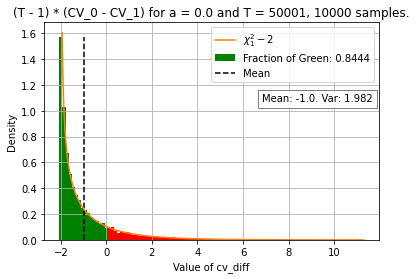 (T - 1) * (CV_0 - CV_1) for a = 0.0 and T = 50001, 10000 samples.
χ₁² − 2
Fraction of Green: 0.8444
Mean
Mean: -1.0. Var: 1.982
Density
1.6
1.4
1.2
1.0
0.8
0.6
0.4
0.2
0.0
−2 0 2 4 6 8 10
Value of cv_diff